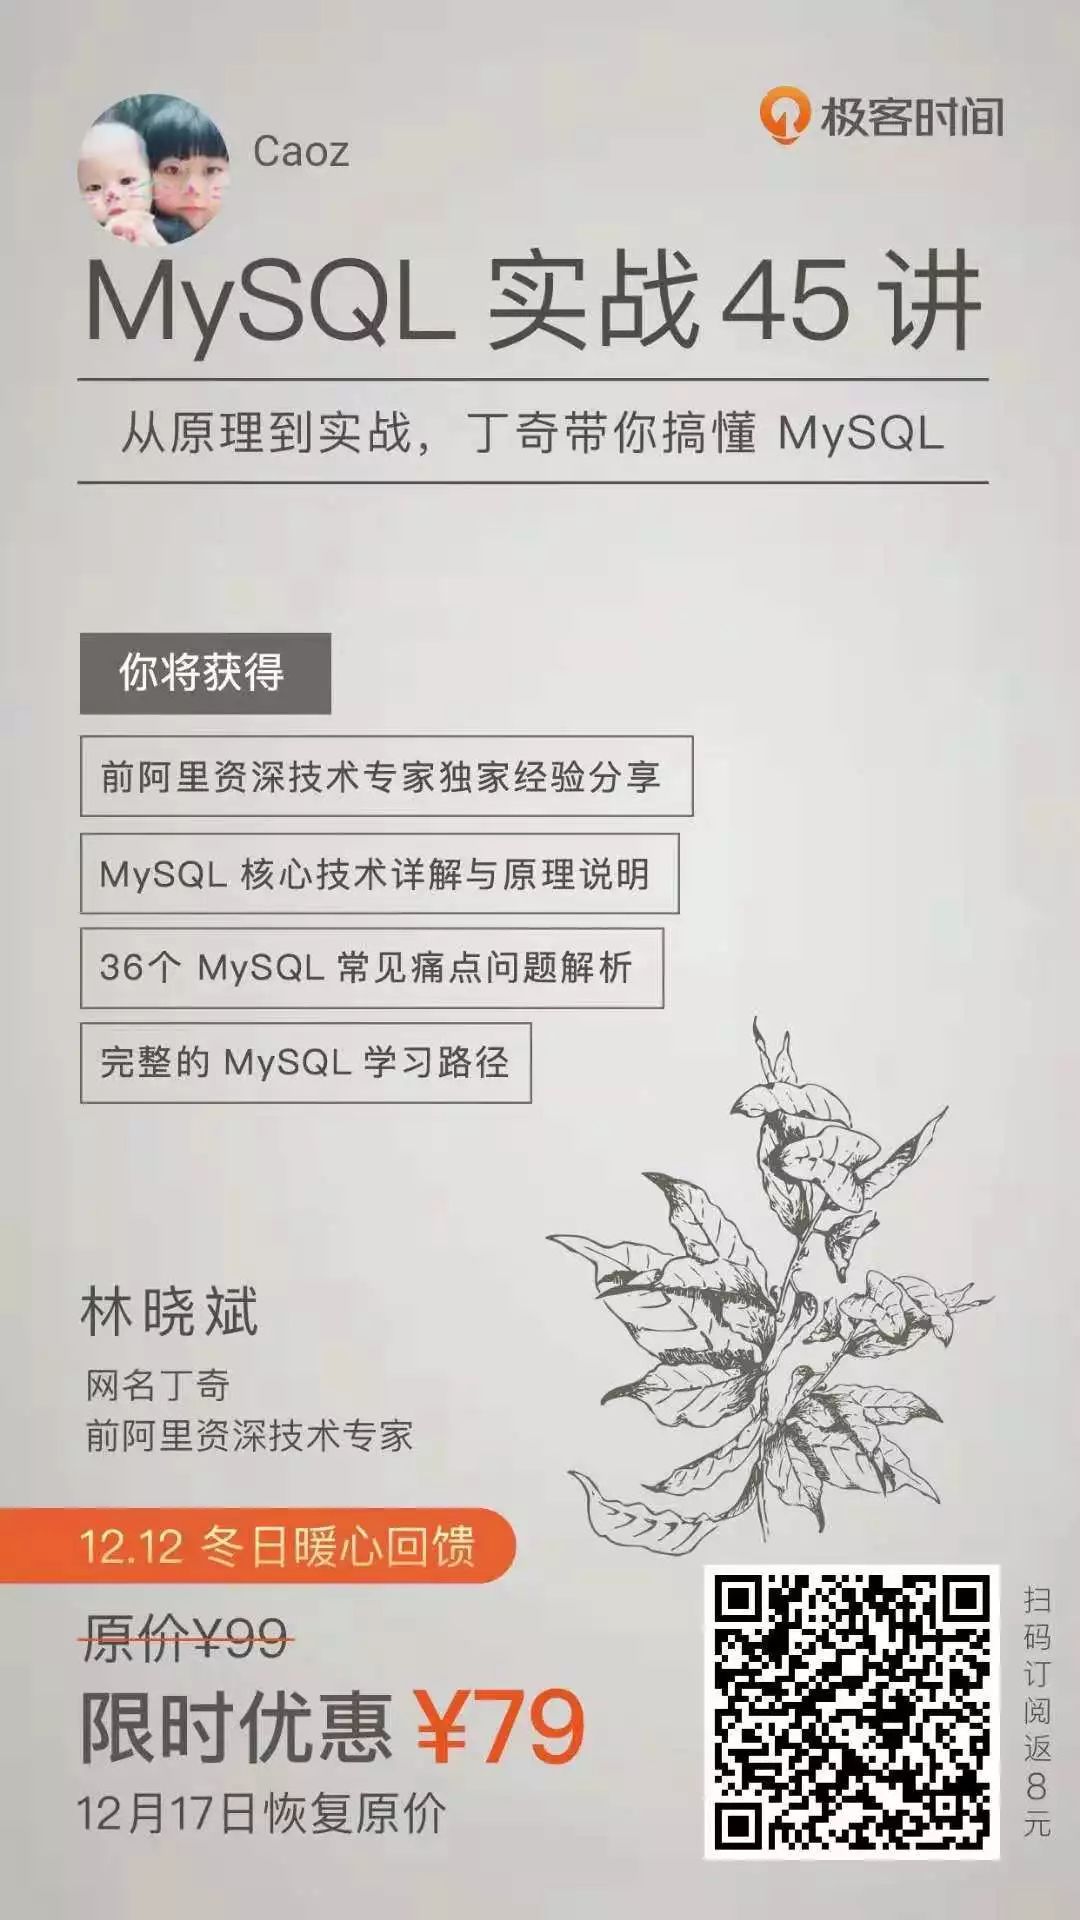 Caoz
极客时间
MySQL 实战 45 讲
从原理到实战，丁奇带你搞懂 MySQL
你将获得
前阿里资深技术专家独家经验分享
MySQL 核心技术详解与原理说明
36个 MySQL 常见痛点问题解析
完整的 MySQL 学习路径
林晓斌
网名丁奇
前阿里资深技术专家
12.12 冬日暖心回馈
原价¥99
限时优惠 ¥79
12月17日恢复原价
扫码订阅返8元